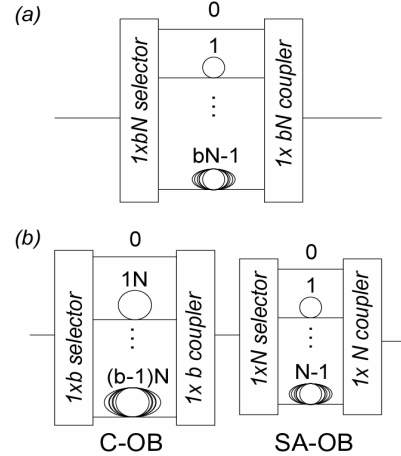 (a)
0
1xbN selector
1
...
bN-1
1x bN coupler
(b)
0
1xb selector
1N
...
(b-1)N
1x b coupler
C-OB
0
1xN selector
1
...
N-1
1x N coupler
SA-OB